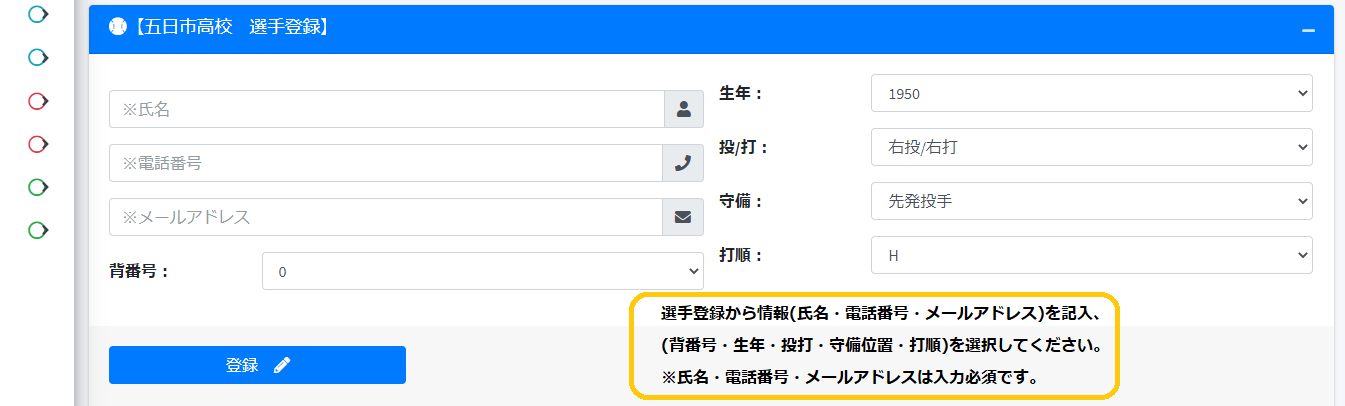 【五日市高校　選手登録】
※氏名
※電話番号
※メールアドレス
背番号：
0
生年：
1950
投/打：
右投/右打
守備：
先発投手
打順：
H
選手登録から情報(氏名・電話番号・メールアドレス)を記入、
(背番号・生年・投打・守備位置・打順)を選択してください。
※氏名・電話番号・メールアドレスは入力必須です。
登録